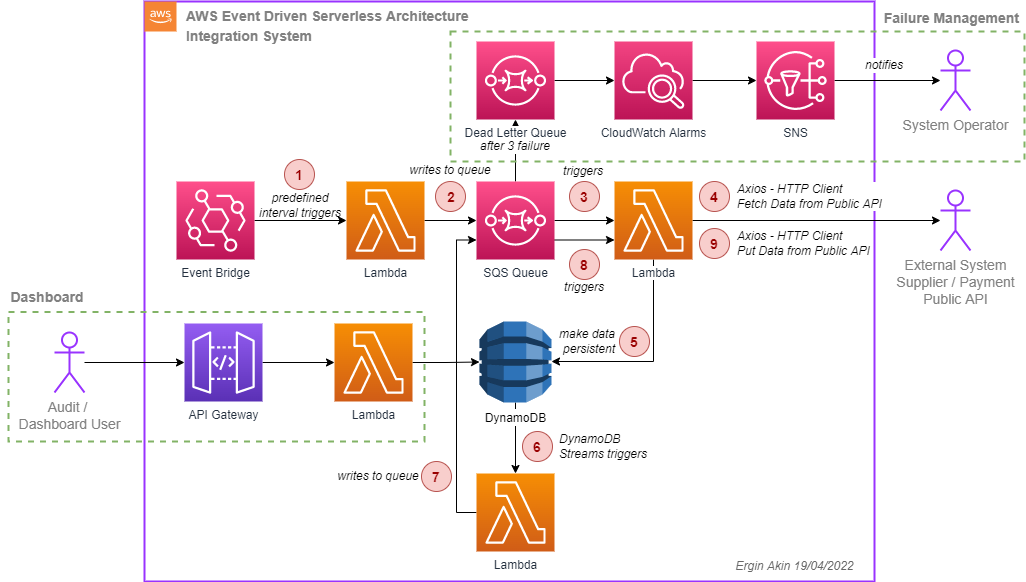 aws
AWS Event Driven Serverless Architecture
Integration System
Failure Management
Dead Letter Queue
after 3 failure
CloudWatch Alarms
SNS
notifies
System Operator
1
predefined
interval triggers
writes to queue
2
triggers
3
4
Axios - HTTP Client
Fetch Data from Public API
9
Axios - HTTP Client
Put Data from Public API
8
triggers
Event Bridge
Lambda
SQS Queue
Lambda
External System
Supplier / Payment
Public API
Dashboard
Audit /
Dashboard User
API Gateway
Lambda
make data
persistent
5
DynamoDB
6
DynamoDB
Streams triggers
writes to queue
7
Lambda
Ergin Akin 19/04/2022